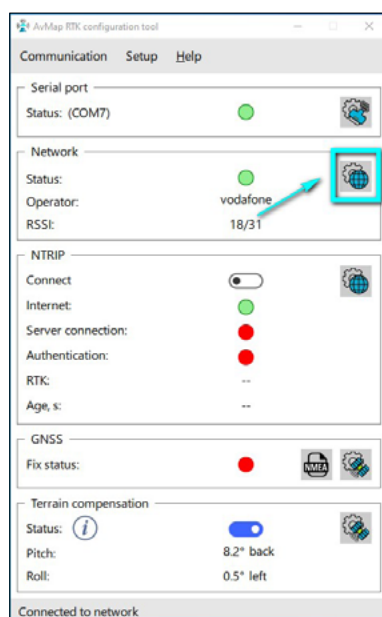 AvMap RTK configuration tool
Communication Setup Help
Serial port
Status: (COM7)
Network
Status:
Operator: vodafone
RSSI: 18/31
NTRIP
Connect
Internet:
Server connection:
Authentication:
RTK: --
Age, s: --
GNSS
Fix status: NMEA
Terrain compensation
Status: i
Pitch: 8.2° back
Roll: 0.5° left
Connected to network